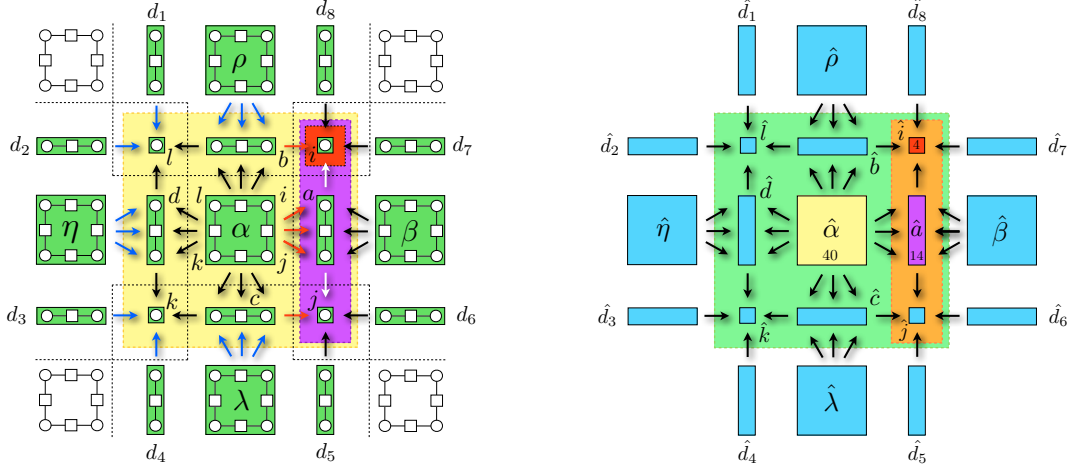 d₁ d₈ d̂₁ d̂₈
ρ ρ̂
d₂ l b i d₇ d̂₂ l̂ b̂ î 4 d̂₇
d l i a d̂
η α β η̂ α̂ â β̂
k j 40 14
d₃ k c j d₆ d̂₃ k̂ ĉ ĵ d̂₆
λ λ̂
d₄ d₅ d̂₄ d̂₅